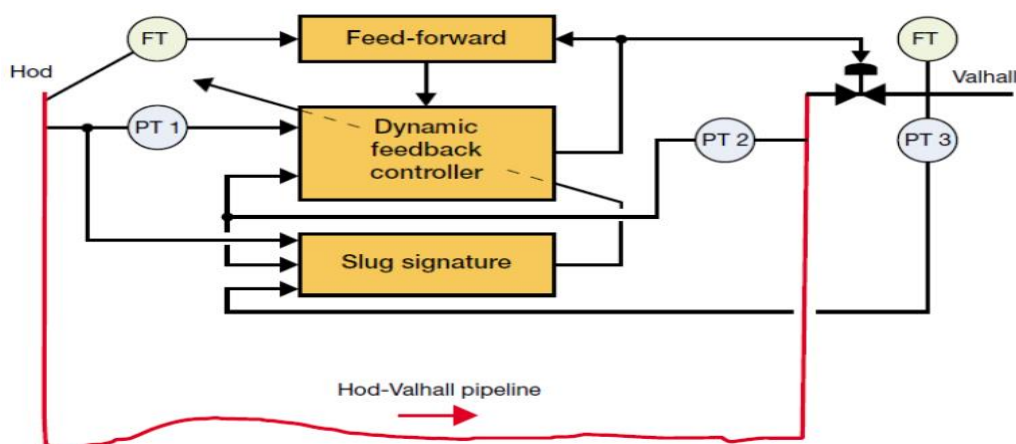 FT
Feed-forward
FT
Hod
Valhall
PT 1
Dynamic
feedback
controller
PT 2
PT 3
Slug signature
Hod-Valhall pipeline